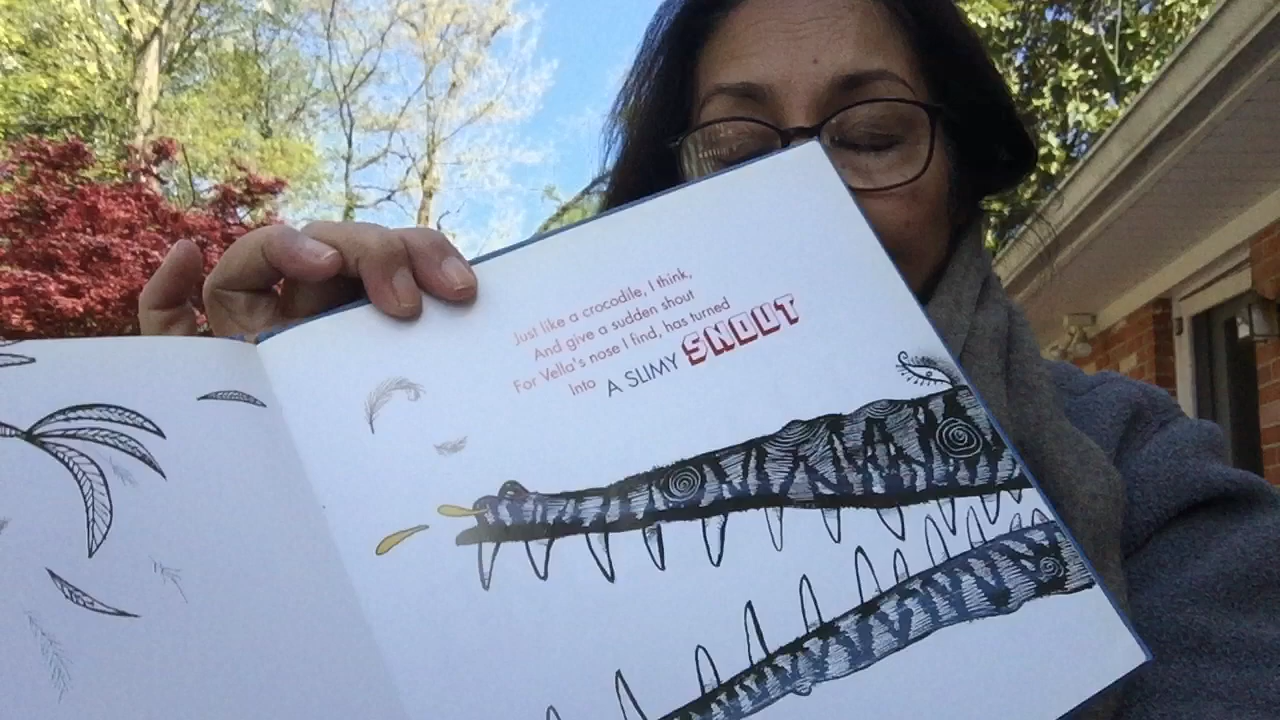 Just like a crocodile, I think,
And give a sudden shout
For Vella's nose I find, has turned
Into A SLIMY SNOUT